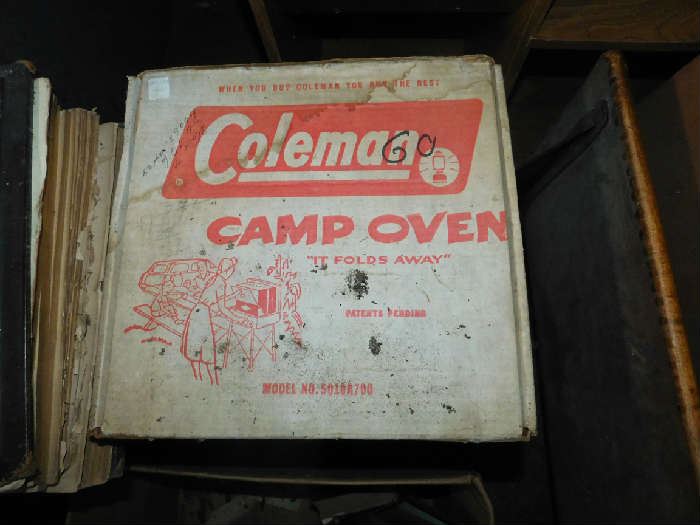 WHEN YOU BUY COLEMAN YOU BUY THE BEST
Coleman
60
CAMP OVEN
"IT FOLDS AWAY"
PATENTS PENDING
MODEL NO. 5010A700